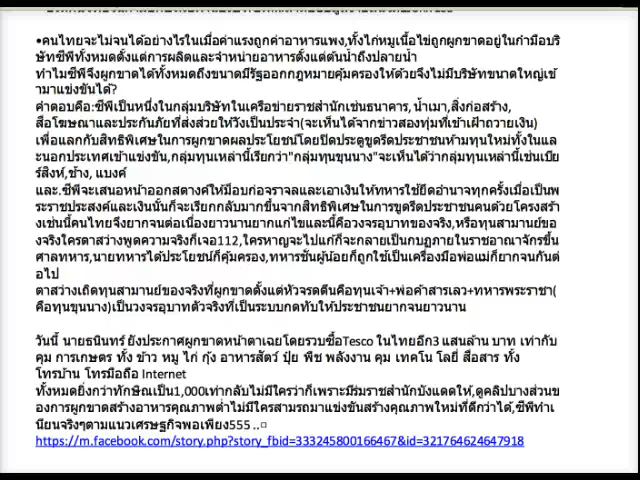 •คนไทยจะไม่จนได้อย่างไรในเมื่อค่าแรงถูกค่าอาหารแพง,ทั้งไก่หมูเนื้อไข่ถูกผูกขาดอยู่ในกำมือบริ
ษัทซีพีทั้งหมดตั้งแต่การผลิตและจำหน่ายอาหารตั้งแต่ต้นน้ำถึงปลายน้ำ
ทำไมซีพีจึงผูกขาดได้ทั้งหมดถึงขนาดมีรัฐออกกฎหมายคุ้มครองให้ด้วยจึงไม่มีบริษัทขนาดใหญ่เข้
ามาแข่งขันได้?
คำตอบคือ:ซีพีเป็นหนึ่งในกลุ่มบริษัทในเครือข่ายราชสำนักเช่นธนาคาร,น้ำเมา,สิ่งก่อสร้าง,
สื่อโฆษณาและประกันภัยที่ส่งส่วยให้วังเป็นประจำ(จะเห็นได้จากข่าวสองทุ่มที่เข้าเฝ้าถวายเงิน)
เพื่อแลกกับสิทธิพิเศษในการผูกขาดผลประโยชน์โดยปิดประตูขูดรีดประชาชนห้ามทุนใหม่ทั้งในแล
ะนอกประเทศเข้าแข่งขัน,กลุ่มทุนเหล่านี้เรียกว่า"กลุ่มทุนขุนนาง"จะเห็นได้ว่ากลุ่มทุนเหล่านี้เช่นเบีย
ร์สิงห์,ช้าง, แบงค์
และ.ซีพีจะเสนอหน้าออกสตางค์ให้ม็อบก่อจราจลและเอาเงินให้ทหารใช้ยึดอำนาจทุกครั้งเมื่อเป็นพ
ระราชประสงค์และเงินนั้นก็จะเรียกกลับมากขึ้นจากสิทธิพิเศษในการขูดรีดประชาชนคนด้วยโครงสร้า
งเช่นนี้คนไทยจึงยากจนต่อเนื่องยาวนานยากแก้ไขและนี้คือวงจรอุบาทของจริง,หรือทุนสามานย์ขอ
งจริงใครตาสว่างพูดความจริงก็เจอ112,ใครหาญจะไปแก้ก็จะกลายเป็นกบฏภายในราชอาณาจักรขึ้น
ศาลทหาร,นายทหารได้ประโยชน์ก็คุ้มครอง,ทหารชั้นผู้น้อยก็ถูกใช้เป็นเครื่องมือพ่อแม่ก็ยากจนกันต่
อไป
ตาสว่างเถิดทุนสามานย์ของจริงที่ผูกขาดตั้งแต่หัวจรดตีนคือทุนเจ้า+พ่อค้าสารเลว+ทหารพระราชา(
คือทุนขุนนาง)เป็นวงจรอุบาทตัวจริงที่เป็นระบบกดทับให้ประชาชนยากจนยาวนาน
วันนี้ นายธนินทร์ ยังประกาศผูกขาดหน้าตาเฉยโดยรวบซื้อTesco ในไทยอีก3 แสนล้าน บาท เท่ากับ
คุม การเกษตร ทั้ง ข้าว หมู ไก่ กุ้ง อาหารสัตว์ ปุ๋ย พืช พลังงาน คุม เทคโน โลยี่ สื่อสาร ทั้ง
โทรบ้าน โทรมือถือ Internet
ทั้งหมดยิ่งกว่าทักษิณเป็น1,000เท่ากลับไม่มีใครว่าก็เพราะมีร่มราชสำนักบังแดดให้,ดูคลิปบางส่วนข
องการผูกขาดสร้างอาหารคุณภาพต่ำไม่มีใครสามรถมาแข่งขันสร้างคุณภาพใหม่ที่ดีกว่าได้,ซีพีทำเ
นียนจริงๆตามแนวเศรษฐกิจพอเพียง555 ..□
https://m.facebook.com/story.php?story_fbid=333245800166467&id=321764624647918